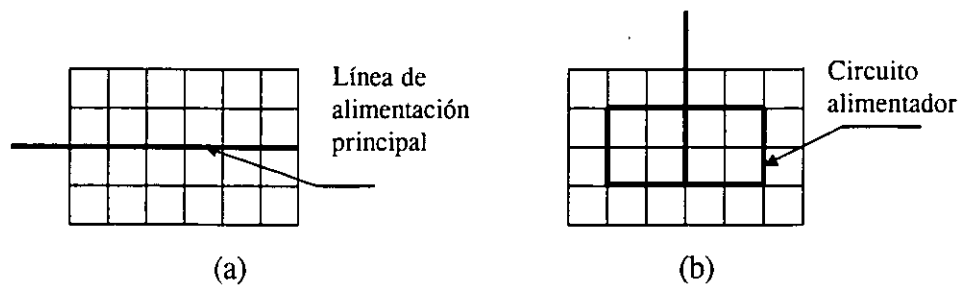 Línea de
alimentación
principal
Circuito
alimentador
(a)
(b)